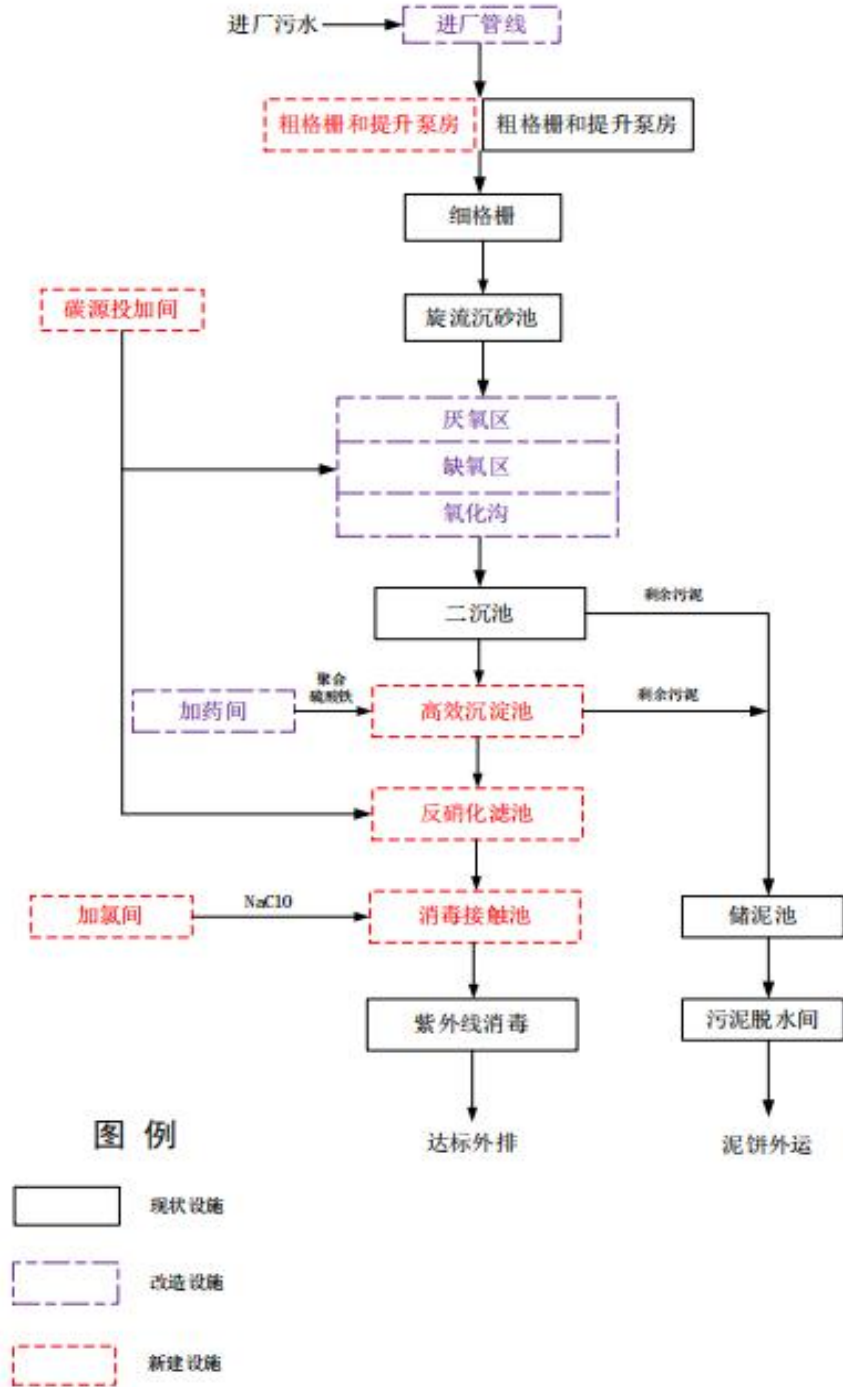 进厂污水
进厂管线
粗格栅和提升泵房
粗格栅和提升泵房
细格栅
碳源投加间
旋流沉砂池
厌氧区
缺氧区
氧化沟
二沉池
剩余污泥
聚合
硫酸铁
加药间
高效沉淀池
剩余污泥
反硝化滤池
加氯间
NaClO
消毒接触池
储泥池
紫外线消毒
污泥脱水间
达标外排
泥饼外运
图 例
现状设施
改造设施
新建设施